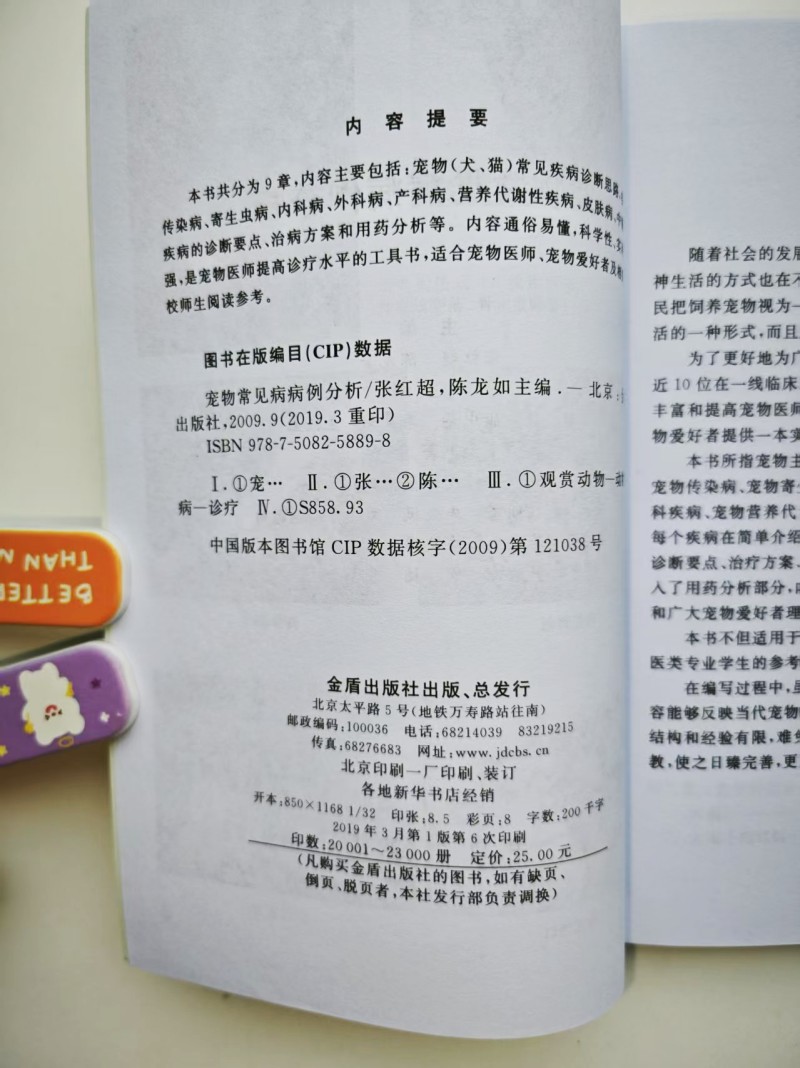 内 容 提 要
本书共分为9章,内容主要包括:宠物(犬、猫)常见疾病诊断思路、
传染病、寄生虫病、内科病、外科病、产科病、营养代谢性疾病、皮肤病、
疾病的诊断要点、治病方案和用药分析等。内容通俗易懂,科学性、
强,是宠物医师提高诊疗水平的工具书,适合宠物医师、宠物爱好者及
校师生阅读参考。
图书在版编目(CIP)数据
宠物常见病病例分析/张红超,陈龙如主编.—北京:
出版社,2009.9(2019.3重印)
ISBN 978-7-5082-5889-8
Ⅰ.①宠… Ⅱ.①张…②陈… Ⅲ.①观赏动物—动
病—诊疗 Ⅳ.①S858.93
中国版本图书馆CIP数据核字(2009)第121038号
金盾出版社出版、总发行
北京太平路5号(地铁万寿路站往南)
邮政编码:100036 电话:68214039 83219215
传真:68276683 网址:www.jdcbs.cn
北京印刷一厂印刷、装订
各地新华书店经销
开本:850×1168 1/32 印张:8.5 彩页:8 字数:200千字
2019年3月第1版第6次印刷
印数:20 001~23 000册 定价:25.00元
(凡购买金盾出版社的图书,如有缺页、
倒页、脱页者,本社发行部负责调换)
随着社会的发展
神生活的方式也在不
民把饲养宠物视为一
活的一种形式,而且
为了更好地为广
近10位在一线临床
丰富和提高宠物医师
物爱好者提供一本实
本书所指宠物主
宠物传染病、宠物寄
科疾病、宠物营养代
每个疾病在简单介绍
诊断要点、治疗方案、
入了用药分析部分,
和广大宠物爱好者理
本书不但适用于
医类专业学生的参考
在编写过程中,虽
容能够反映当代宠物
结构和经验有限,难免
教,使之日臻完善,更
BETTER
THAN